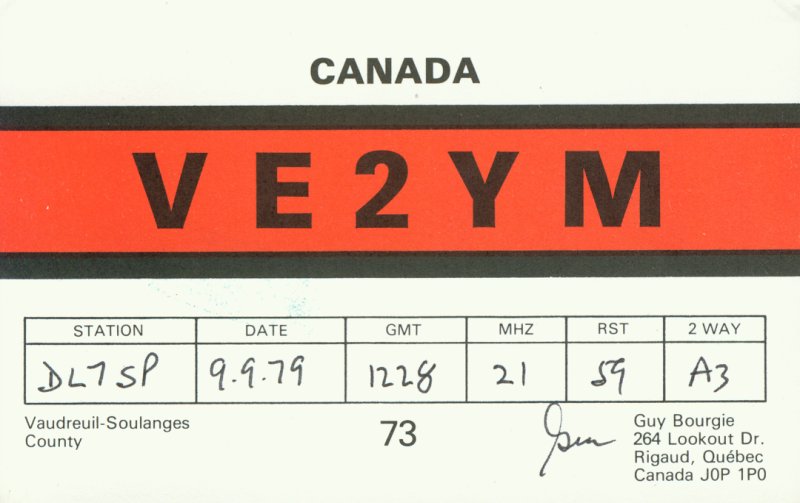 CANADA
VE2YM
STATION DATE GMT MHZ RST 2 WAY
DL7SP 9.9.79 1228 21 59 A3
Vaudreuil-Soulanges
County
73
Guy
Guy Bourgie
264 Lookout Dr.
Rigaud, Québec
Canada J0P 1P0